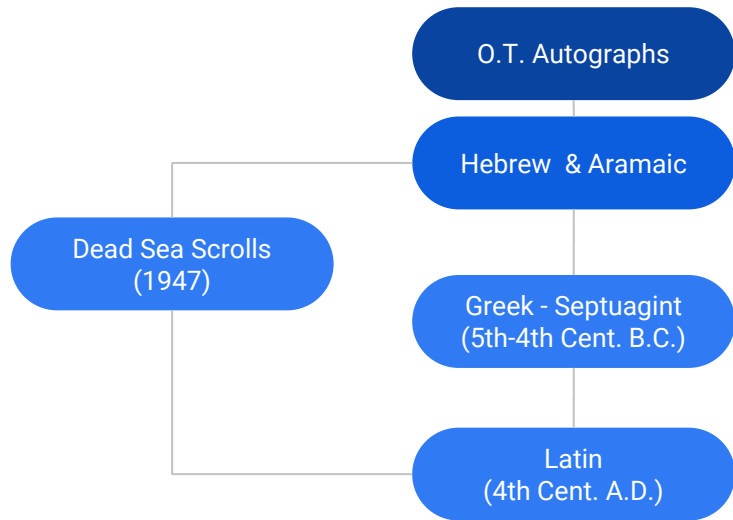 O.T. Autographs
Hebrew & Aramaic
Dead Sea Scrolls
(1947)
Greek - Septuagint
(5th-4th Cent. B.C.)
Latin
(4th Cent. A.D.)